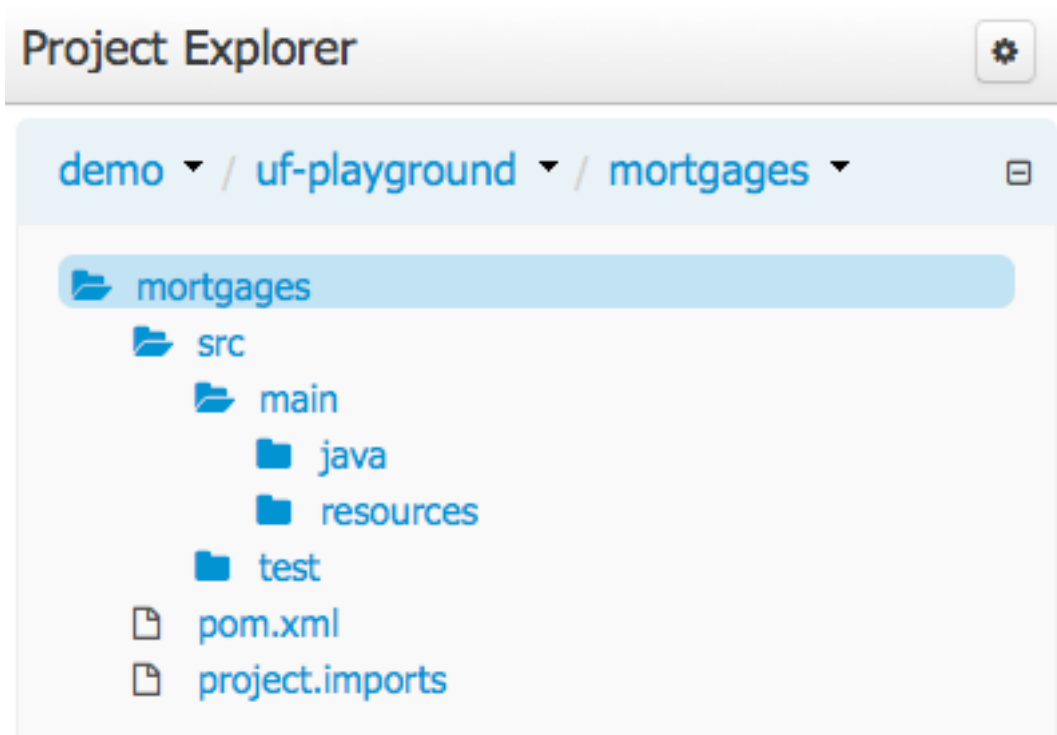 Project Explorer
demo / uf-playground / mortgages
mortgages
src
main
java
resources
test
pom.xml
project.imports